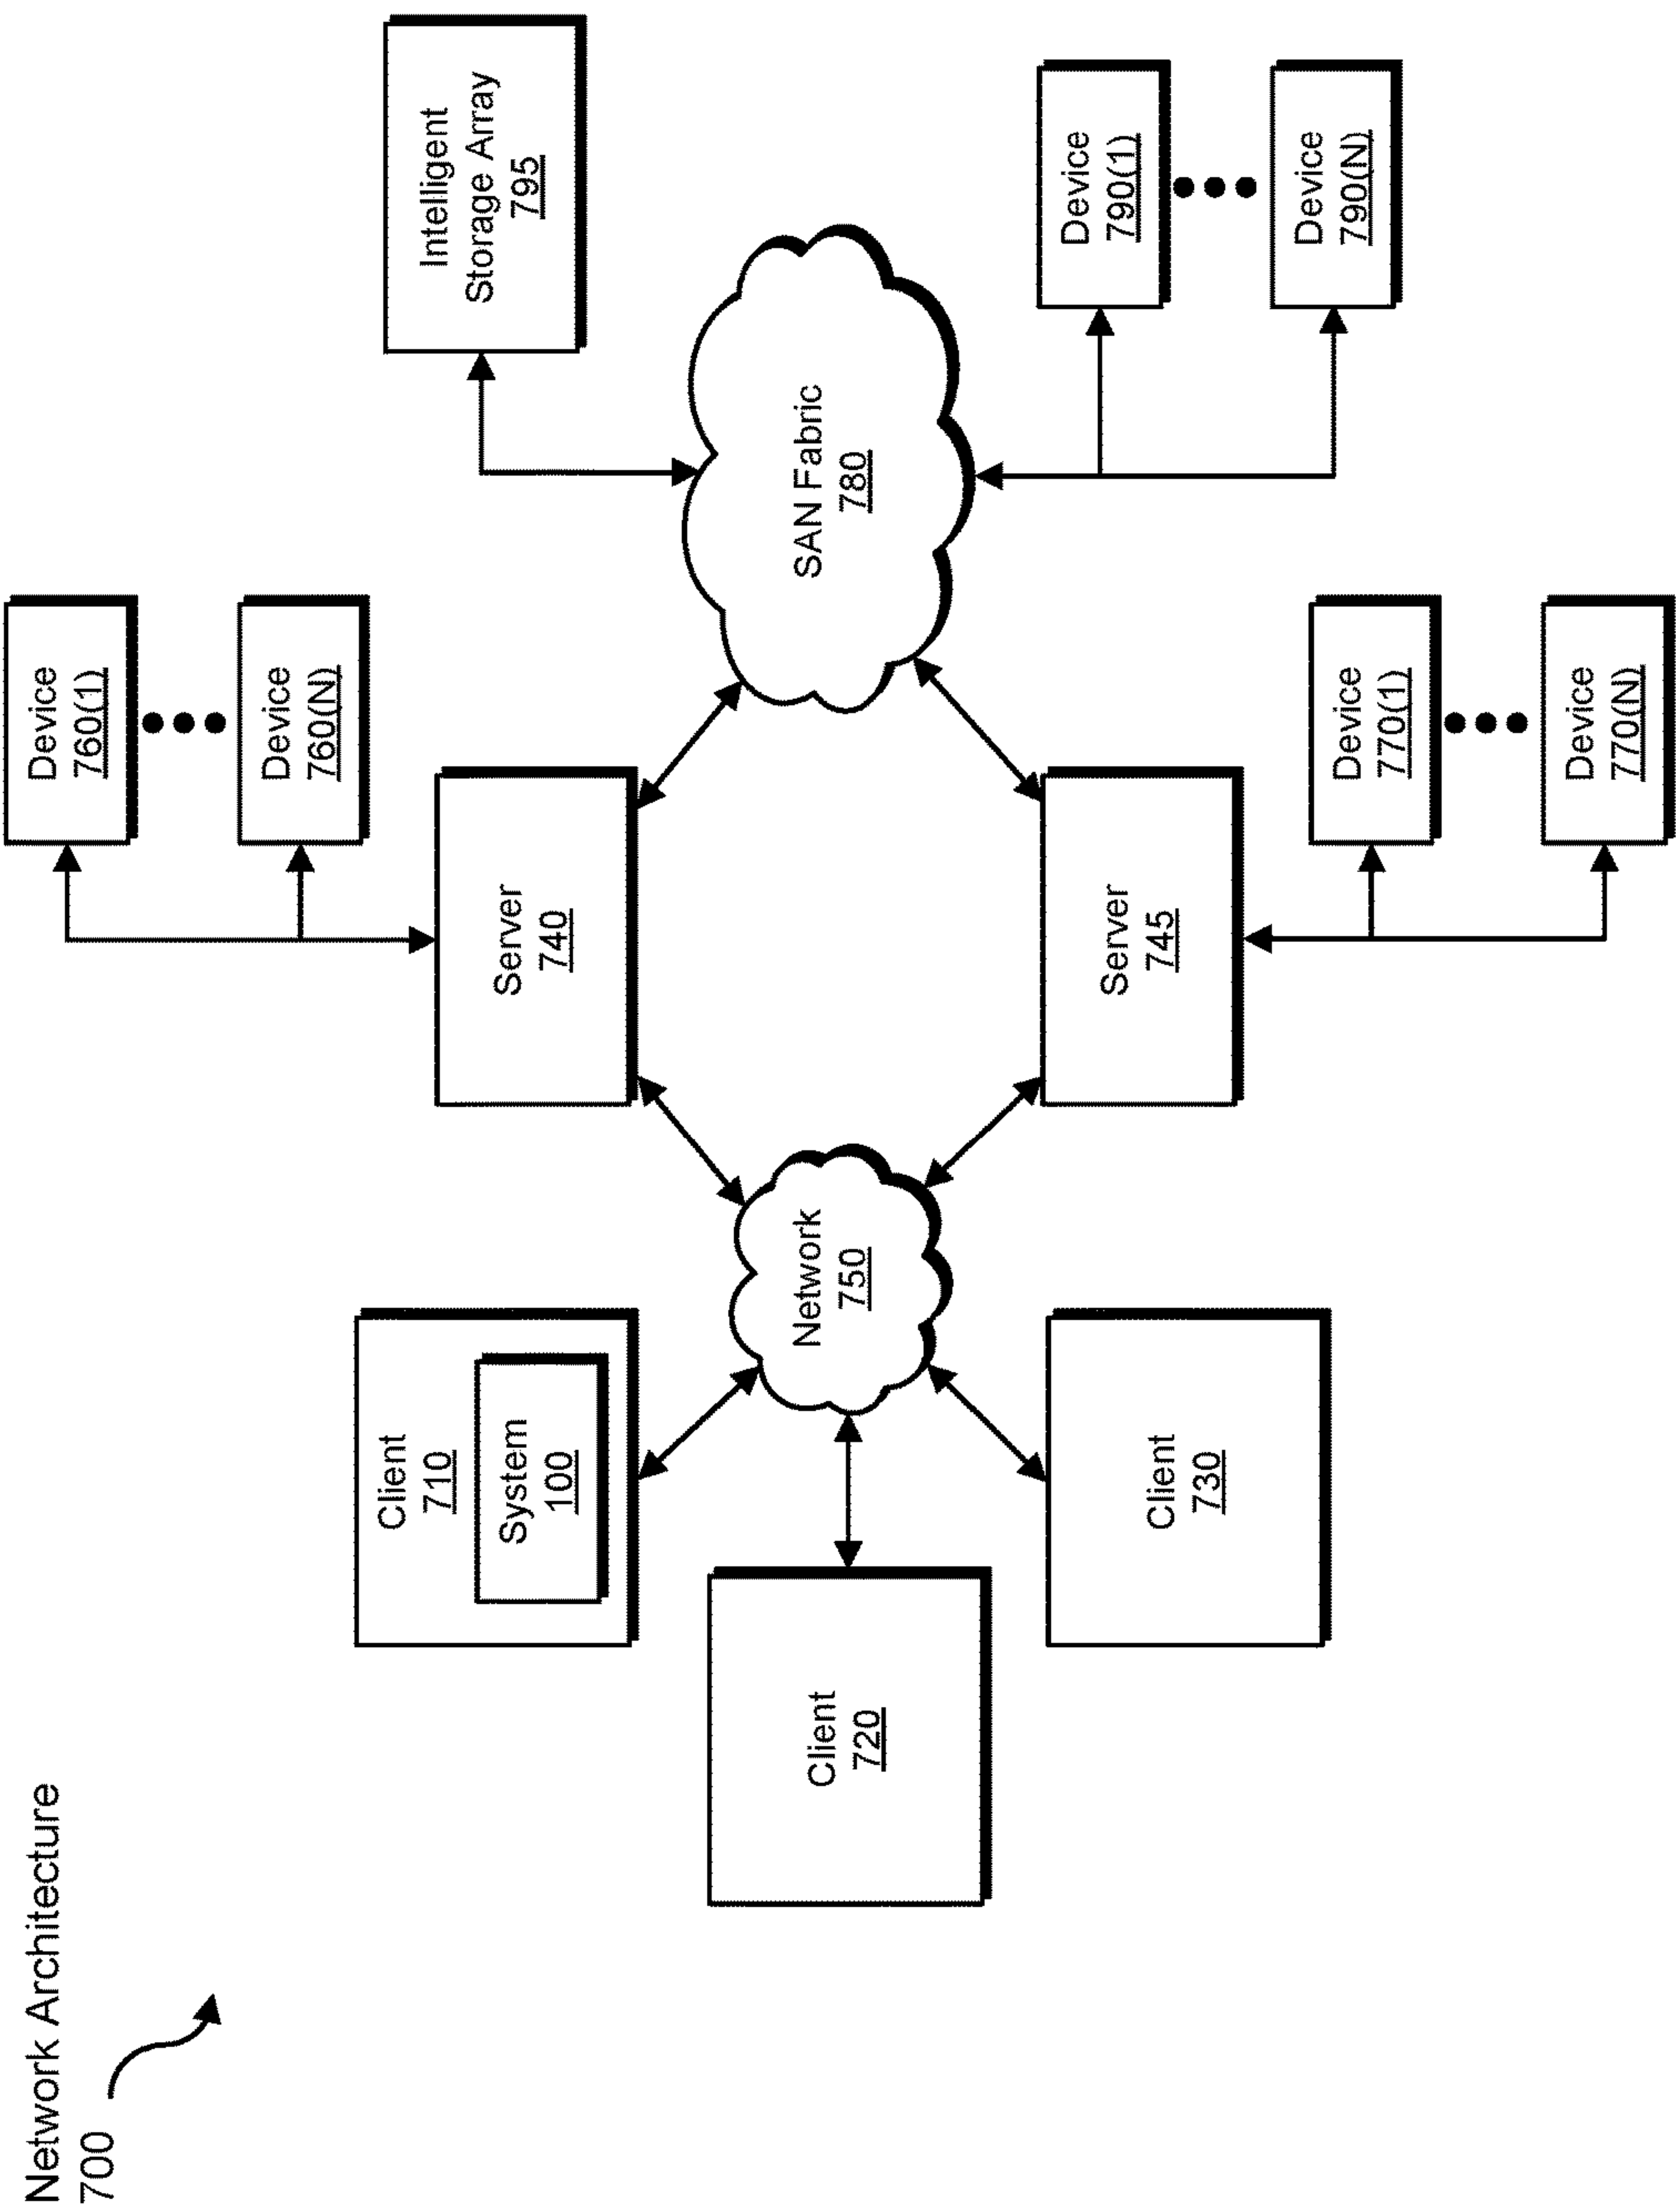 Network Architecture
700
Client
710
System
100
Client
720
Client
730
Network
750
Server
740
Server
745
Device
760(1)
Device
760(N)
Device
770(1)
Device
770(N)
SAN Fabric
780
Intelligent
Storage Array
795
Device
790(1)
Device
790(N)